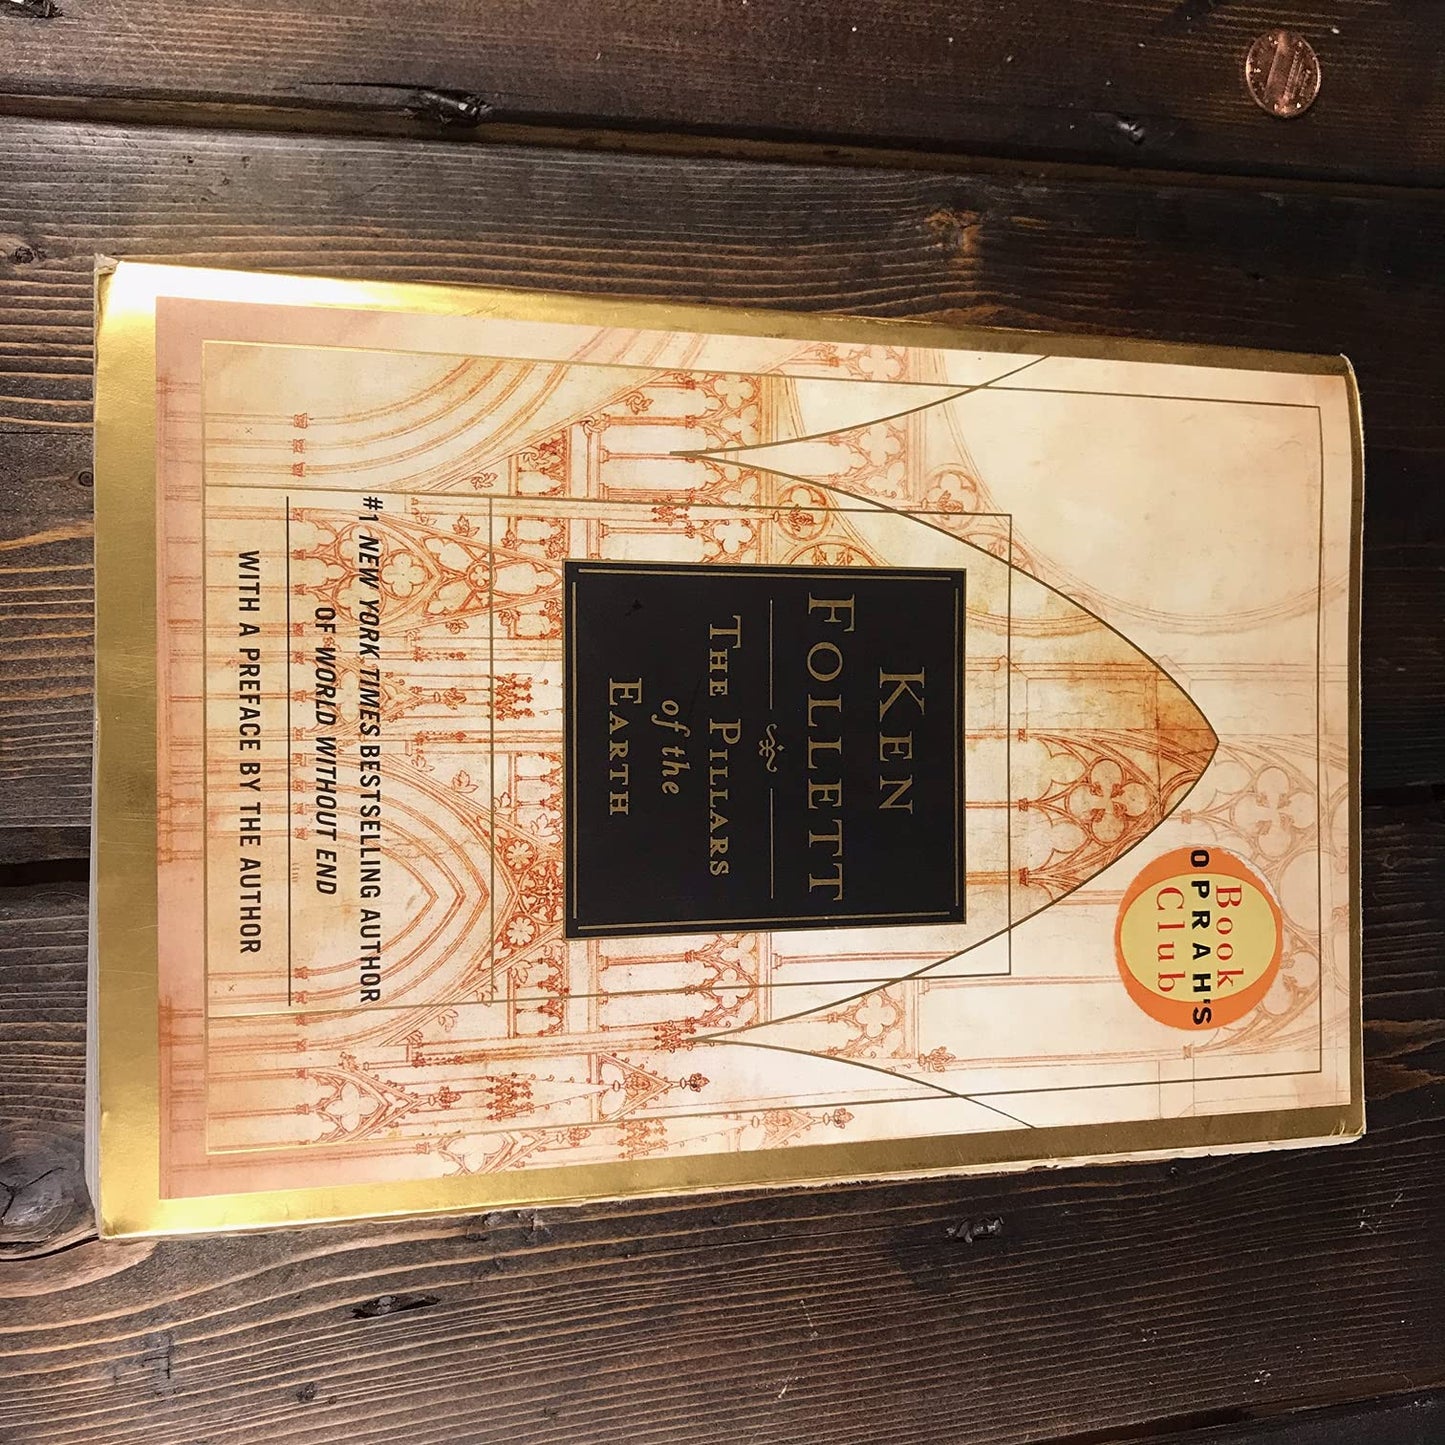 Book
OPRAH'S
Club
KEN
FOLLETT
THE PILLARS
of the
EARTH
#1 NEW YORK TIMES BESTSELLING AUTHOR
OF WORLD WITHOUT END
WITH A PREFACE BY THE AUTHOR